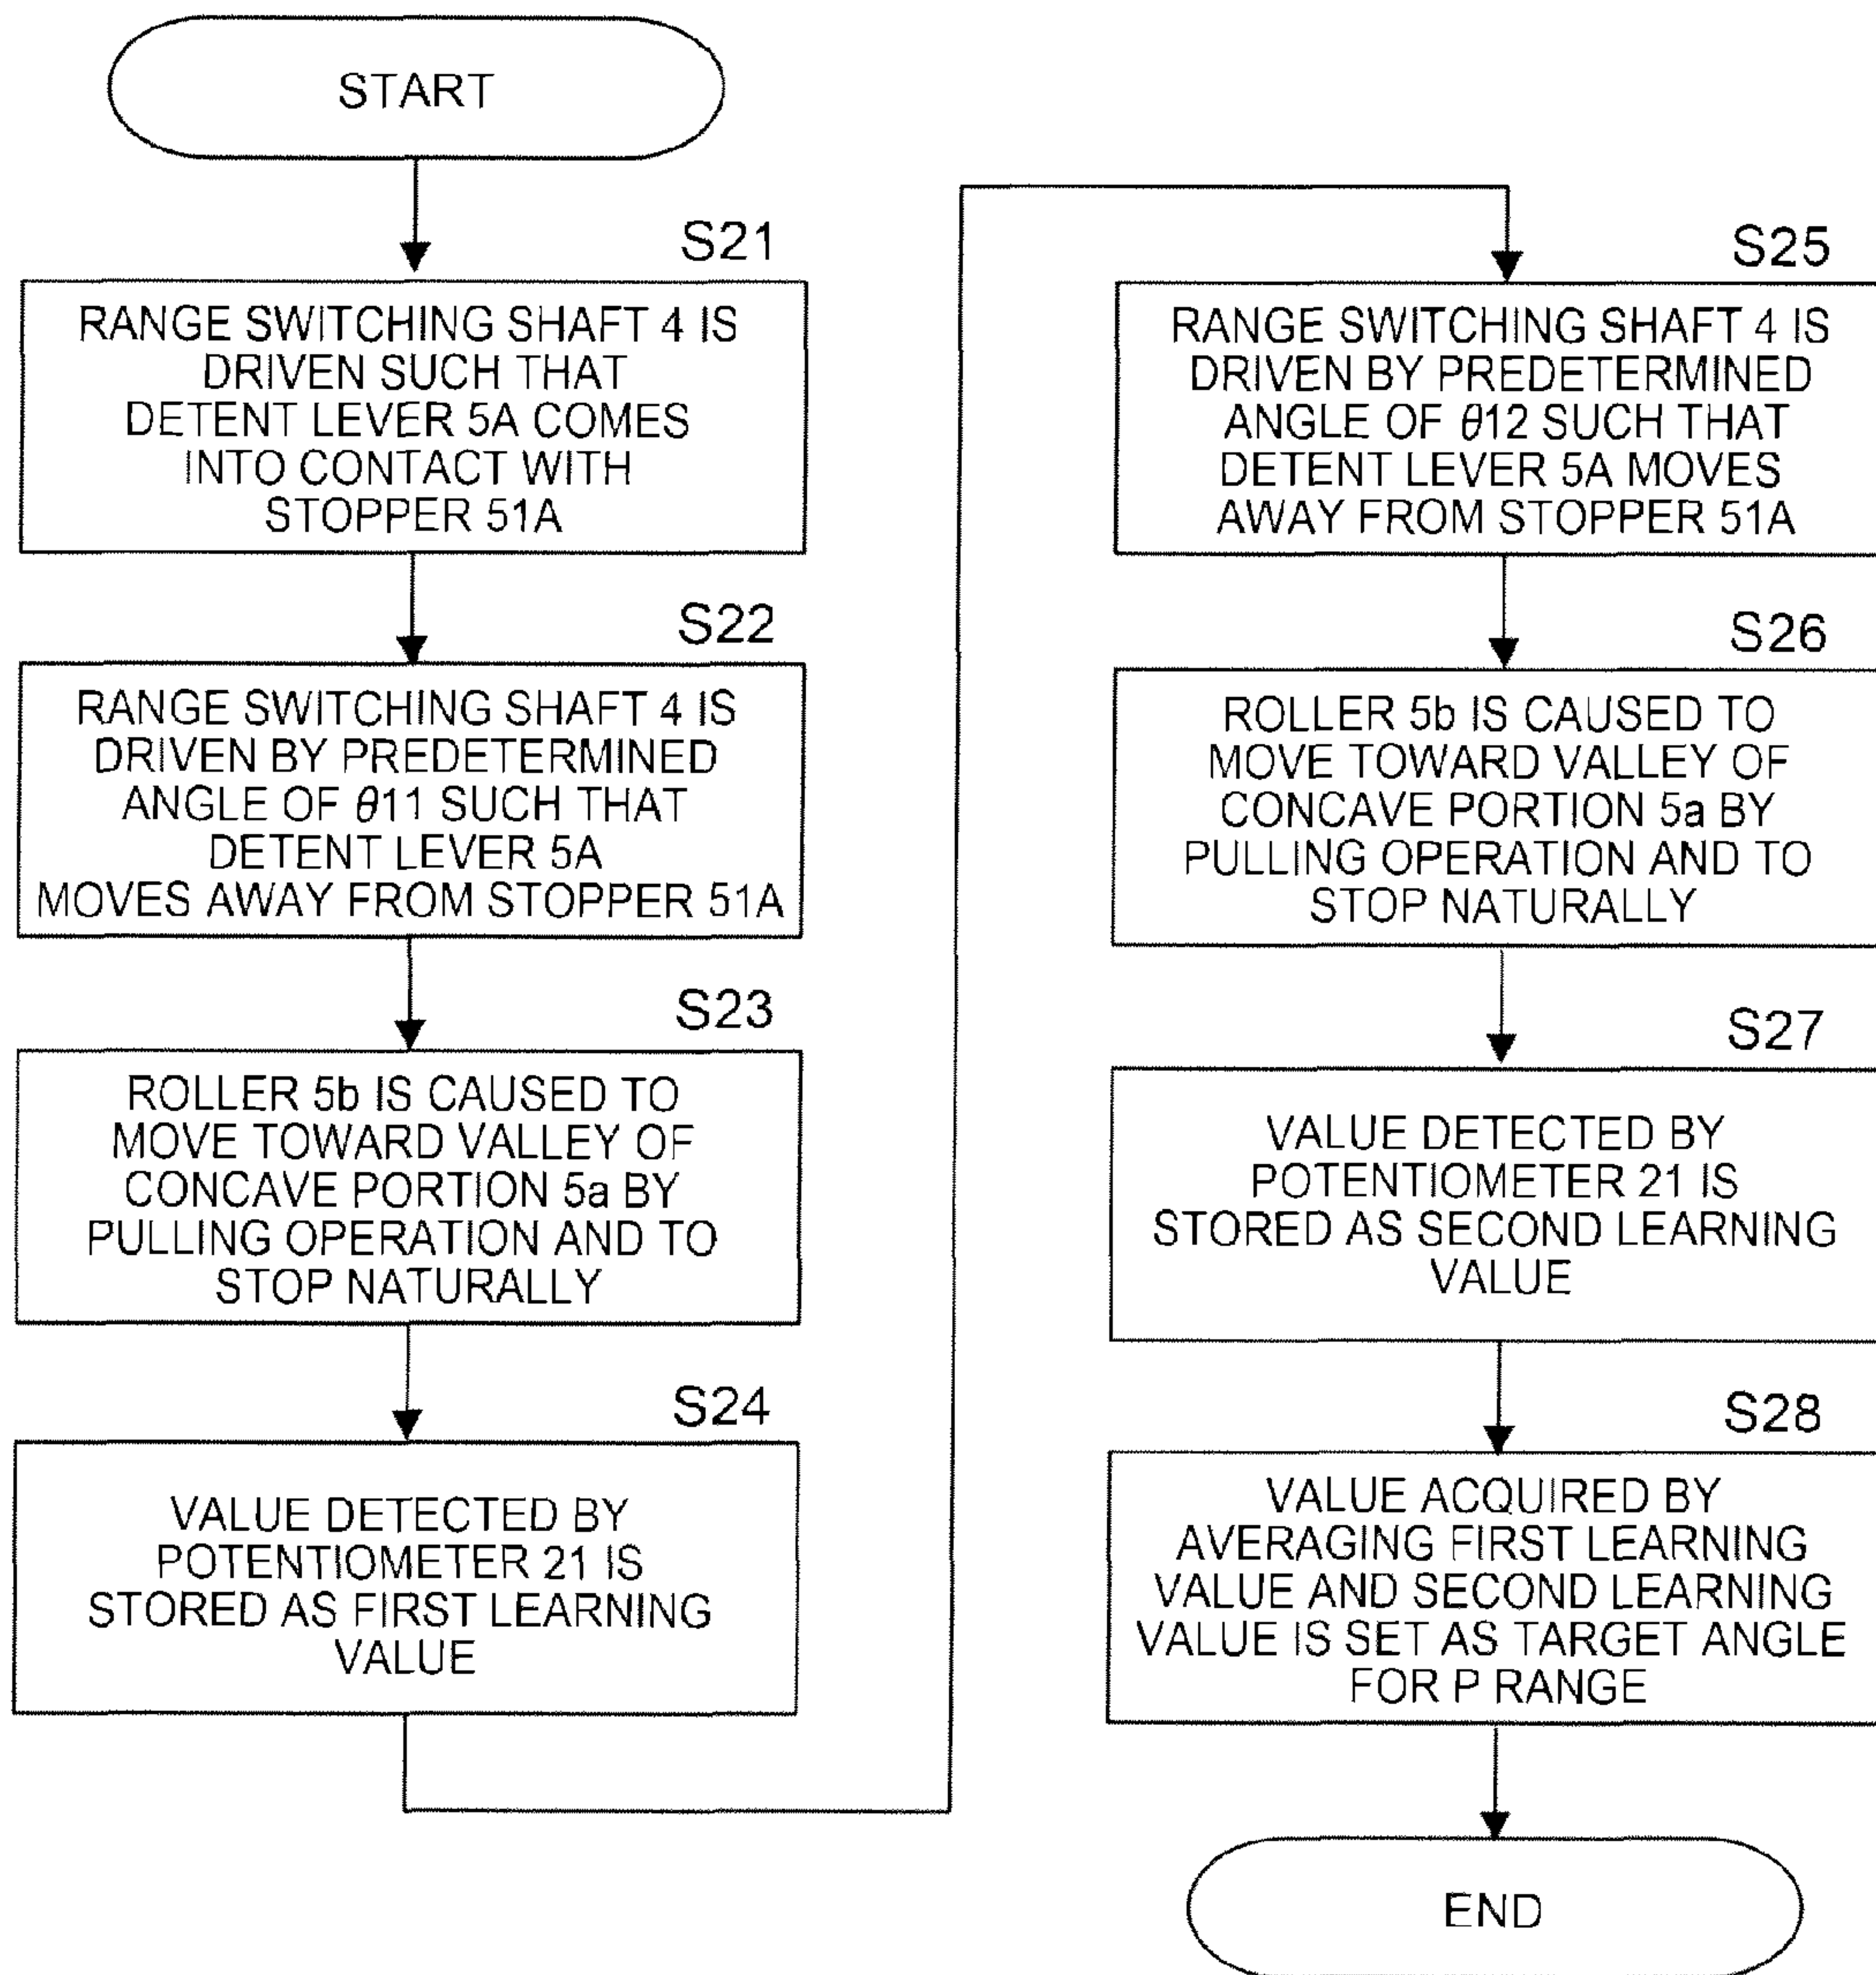 START
S21
RANGE SWITCHING SHAFT 4 IS
DRIVEN SUCH THAT
DETENT LEVER 5A COMES
INTO CONTACT WITH
STOPPER 51A
S22
RANGE SWITCHING SHAFT 4 IS
DRIVEN BY PREDETERMINED
ANGLE OF θ11 SUCH THAT
DETENT LEVER 5A
MOVES AWAY FROM STOPPER 51A
S23
ROLLER 5b IS CAUSED TO
MOVE TOWARD VALLEY OF
CONCAVE PORTION 5a BY
PULLING OPERATION AND TO
STOP NATURALLY
S24
VALUE DETECTED BY
POTENTIOMETER 21 IS
STORED AS FIRST LEARNING
VALUE
S25
RANGE SWITCHING SHAFT 4 IS
DRIVEN BY PREDETERMINED
ANGLE OF θ12 SUCH THAT
DETENT LEVER 5A MOVES
AWAY FROM STOPPER 51A
S26
ROLLER 5b IS CAUSED TO
MOVE TOWARD VALLEY OF
CONCAVE PORTION 5a BY
PULLING OPERATION AND TO
STOP NATURALLY
S27
VALUE DETECTED BY
POTENTIOMETER 21 IS
STORED AS SECOND LEARNING
VALUE
S28
VALUE ACQUIRED BY
AVERAGING FIRST LEARNING
VALUE AND SECOND LEARNING
VALUE IS SET AS TARGET ANGLE
FOR P RANGE
END